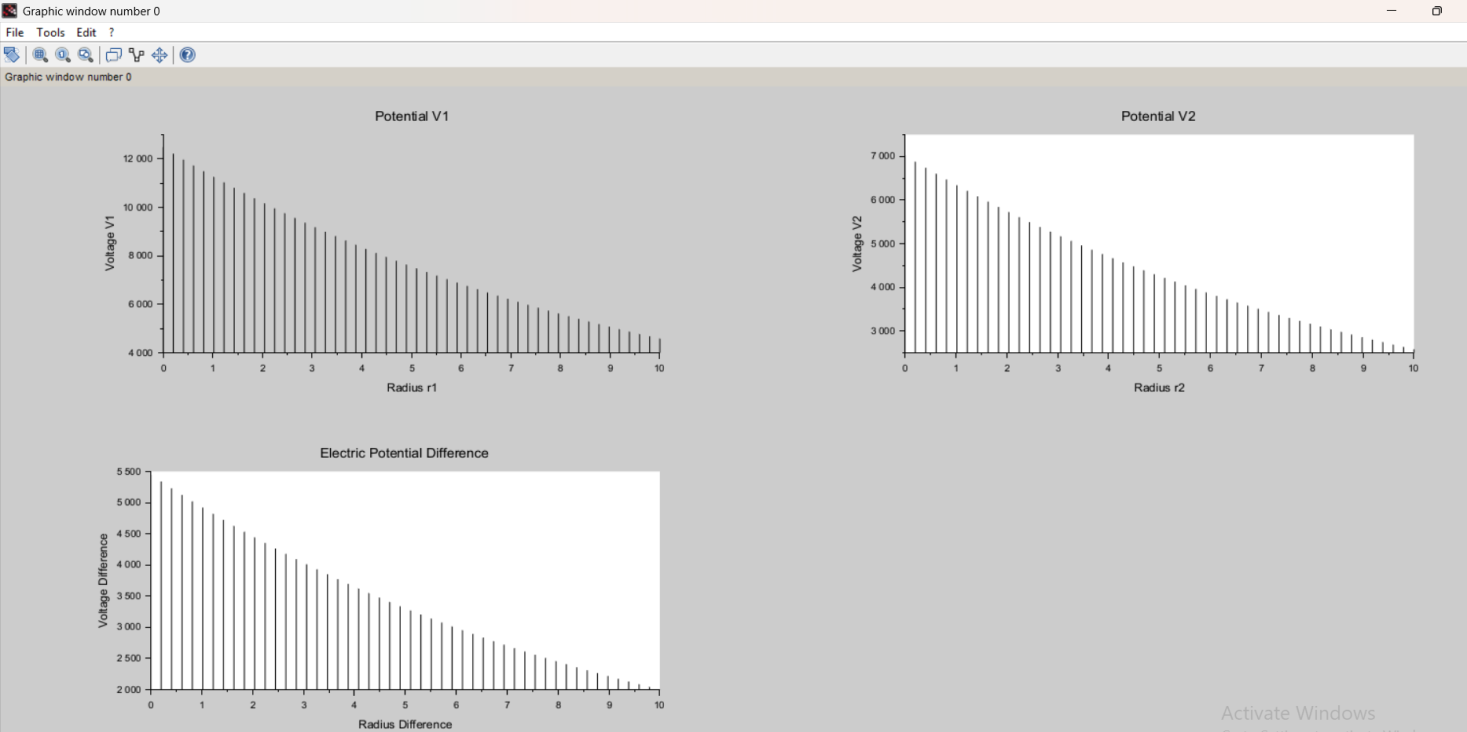 Graphic window number 0
File Tools Edit ?
Graphic window number 0
Potential V1
12 000
10 000
8 000
6 000
4 000
Voltage V1
0 1 2 3 4 5 6 7 8 9 10
Radius r1
Potential V2
7 000
6 000
5 000
4 000
3 000
Voltage V2
0 1 2 3 4 5 6 7 8 9 10
Radius r2
Electric Potential Difference
5 500
5 000
4 500
4 000
3 500
3 000
2 500
2 000
Voltage Difference
0 1 2 3 4 5 6 7 8 9 10
Radius Difference
Activate Windows